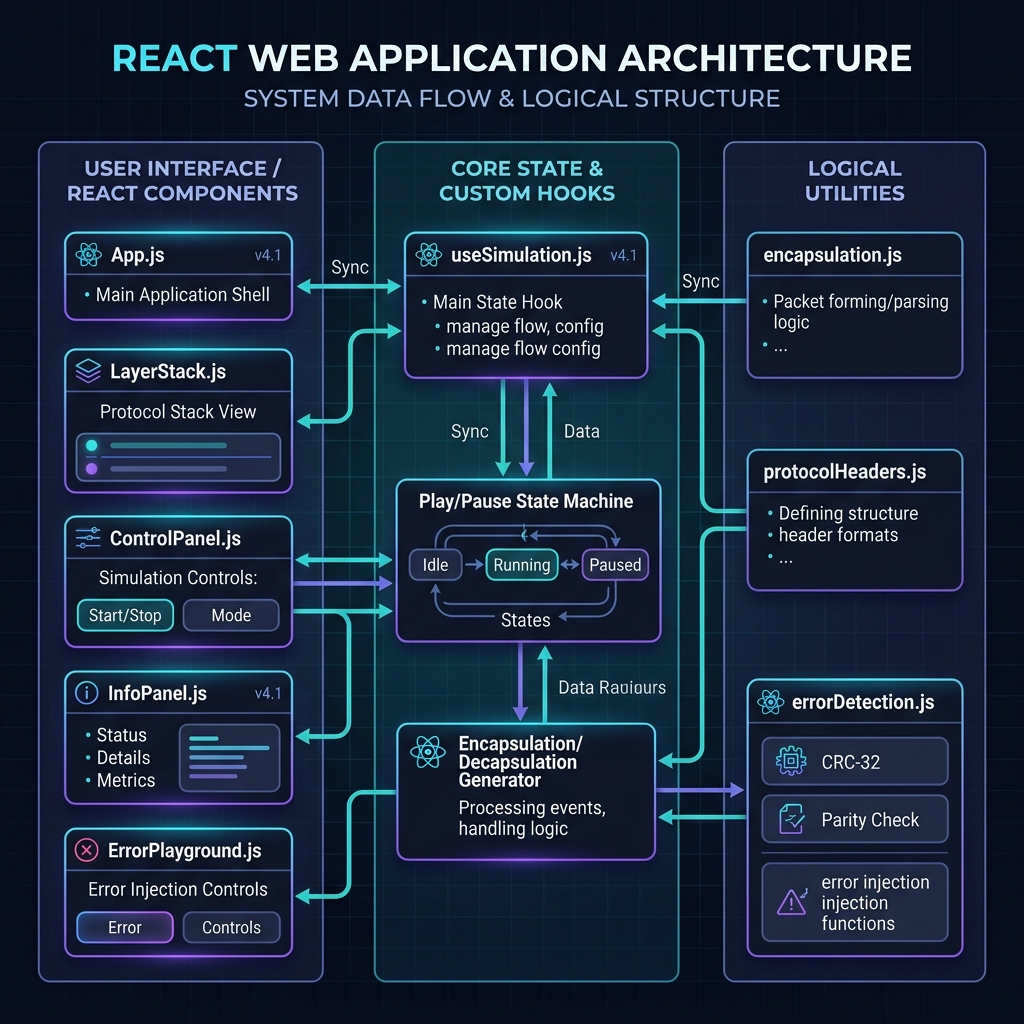 REACT WEB APPLICATION ARCHITECTURE
SYSTEM DATA FLOW & LOGICAL STRUCTURE
USER INTERFACE /
REACT COMPONENTS
App.js v4.1
• Main Application Shell
LayerStack.js
Protocol Stack View
ControlPanel.js
Simulation Controls:
Start/Stop
Mode
InfoPanel.js v4.1
• Status
• Details
• Metrics
ErrorPlayground.js
Error Injection Controls
Error
Controls
Sync
CORE STATE &
CUSTOM HOOKS
useSimulation.js v4.1
• Main State Hook
• manage flow, config
• manage flow config
Sync
Data
Play/Pause State Machine
Idle
Running
Paused
States
Data
Encapsulation/
Decapsulation
Generator
Processing events,
handling logic
Sync
LOGICAL
UTILITIES
encapsulation.js
• Packet forming/parsing
logic
• ...
protocolHeaders.js
• Defining structure
• header formats
• ...
errorDetection.js
CRC-32
Parity Check
error injection
injection
functions